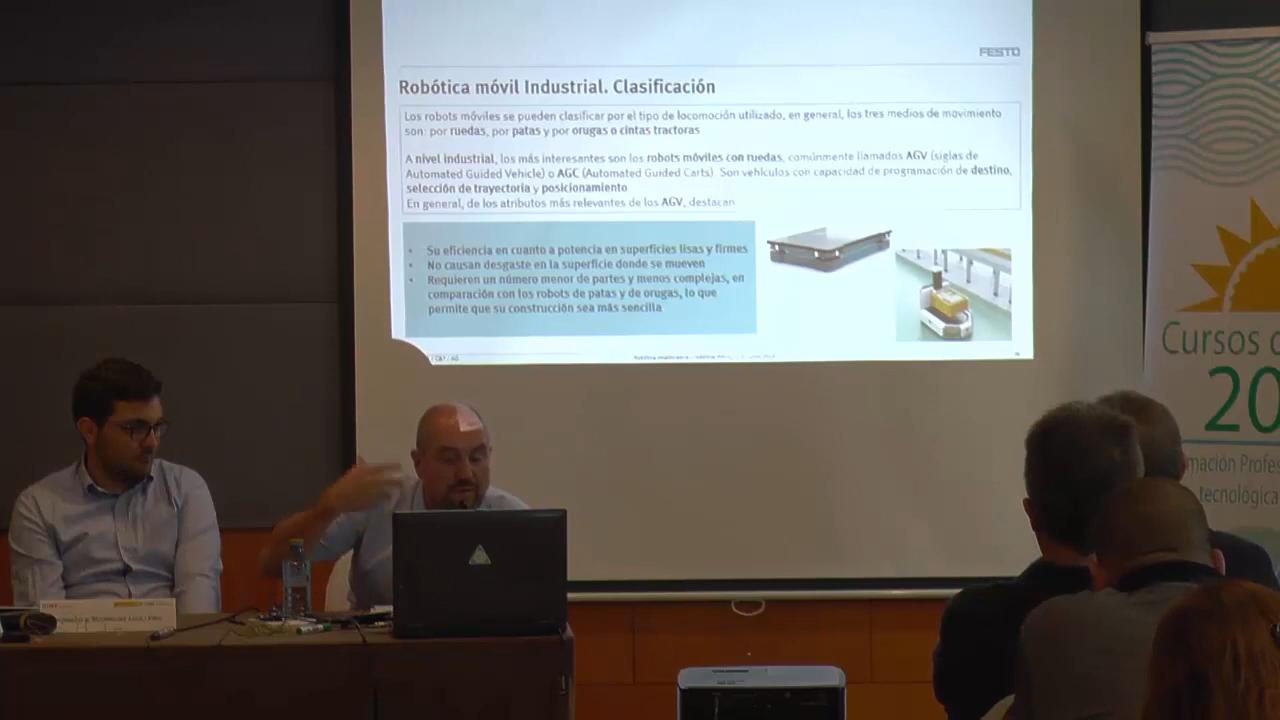 FESTO
Robótica móvil Industrial. Clasificación
Los robots móviles se pueden clasificar por el tipo de locomoción utilizado, en general, los tres medios de movimiento
son: por ruedas, por patas y por orugas o cintas tractoras
A nivel industrial, los más interesantes son los robots móviles con ruedas, comúnmente llamados AGV (siglas de
Automated Guided Vehicle) o AGC (Automated Guided Carts). Son vehículos con capacidad de programación de destino,
selección de trayectoria y posicionamiento
En general, de los atributos más relevantes de los AGV, destacan
• Su eficiencia en cuanto a potencia en superficies lisas y firmes
• No causan desgaste en la superficie donde se mueven
• Requieren un número menor de partes y menos complejas, en
comparación con los robots de patas y de orugas, lo que
permite que su construcción sea más sencilla
Cursos
20
mación Profes
tecnológica